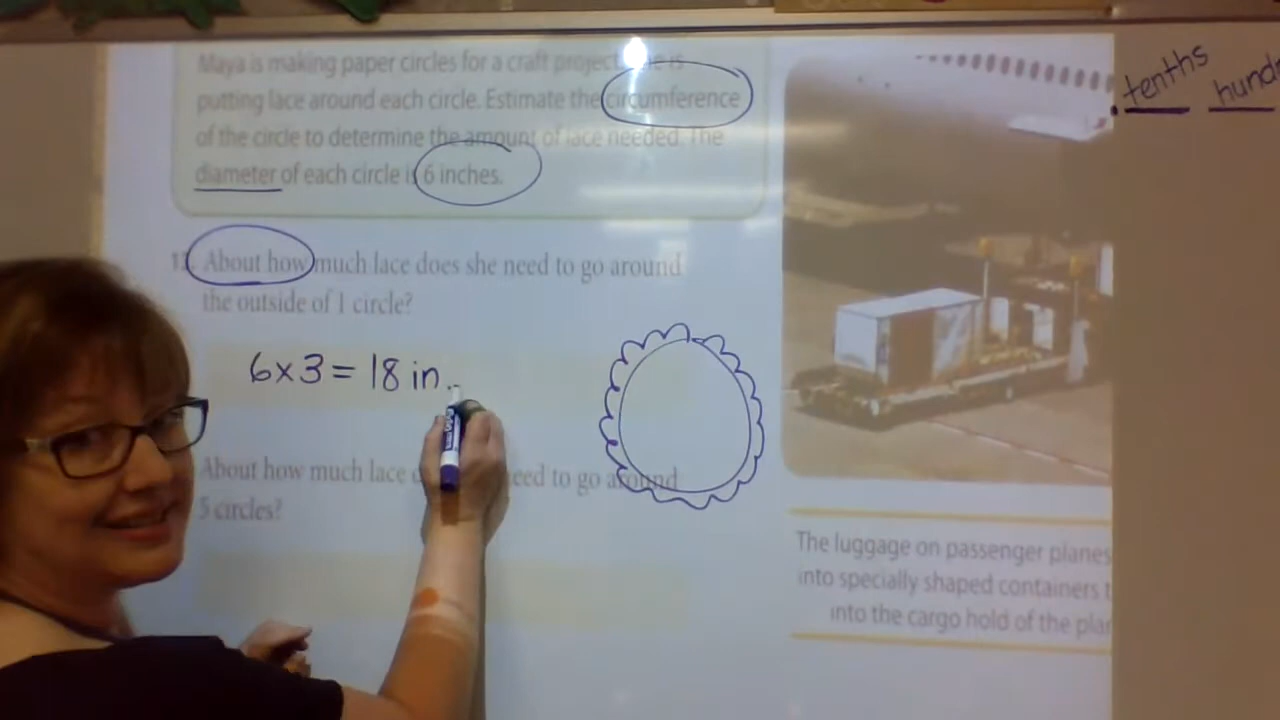 Maya is making paper circles for a craft project. is
putting lace around each circle. Estimate the circumference
of the circle to determine the amount of lace needed. The
diameter of each circle is 6 inches.
About how much lace does she need to go around
the outside of 1 circle?
6x3 = 18 in.
About how much lace need to go around
5 circles?
. tenths hund
The luggage on passenger planes
into specially shaped containers t
into the cargo hold of the plan